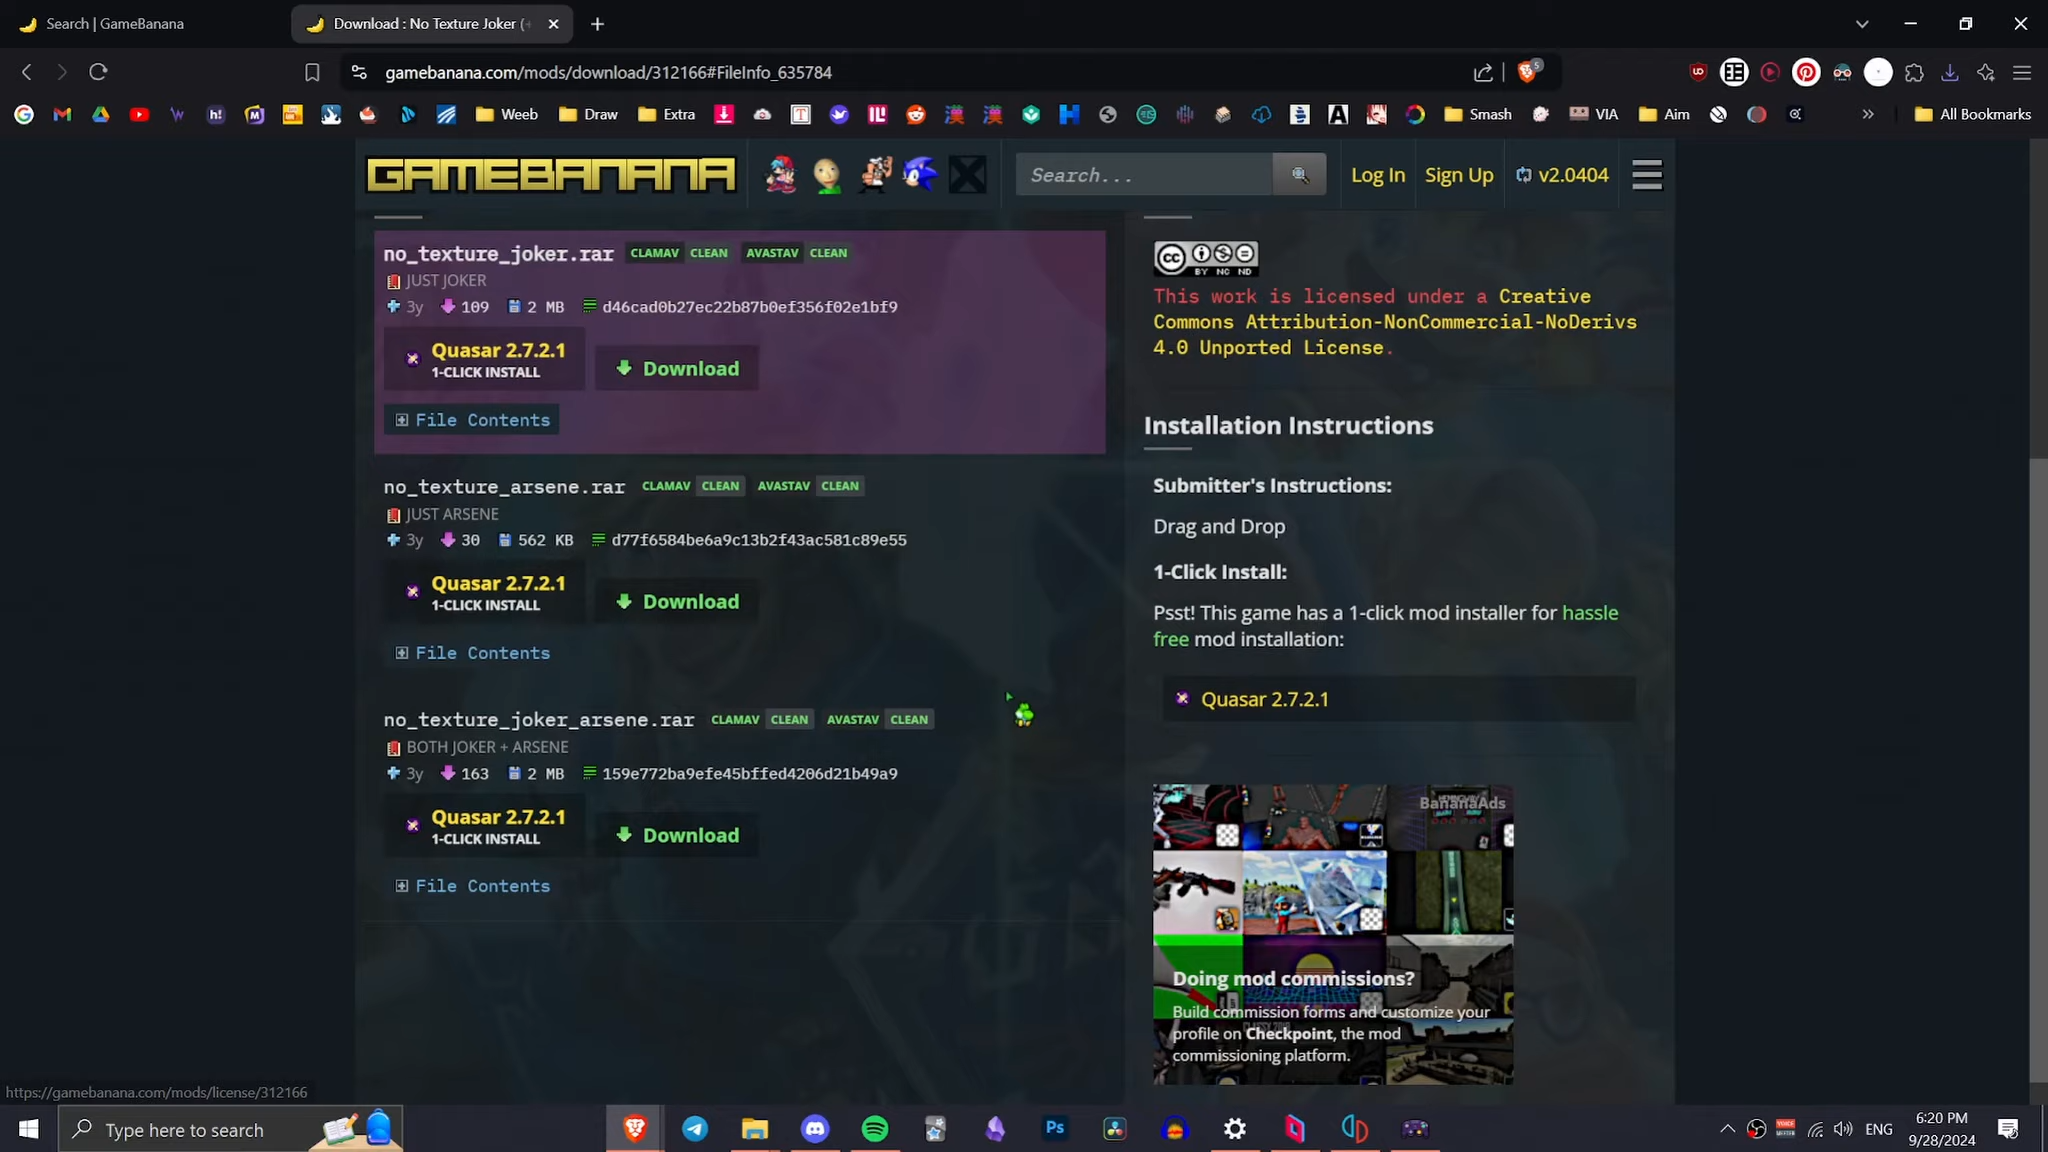 Search | GameBanana
Download : No Texture Joker (
gamebanana.com/mods/download/312166#FileInfo_635784
5
Weeb
Draw
Extra
Smash
VIA
Aim
All Bookmarks
GAMEBANANA
Search...
Log In
Sign Up
v2.0404
no_texture_joker.rar CLAMAV CLEAN AVASTAV CLEAN
JUST JOKER
3y 109 2 MB d46cad0b27ec22b87b0ef356f02e1bf9
Quasar 2.7.2.1
1-CLICK INSTALL
Download
File Contents
no_texture_arsene.rar CLAMAV CLEAN AVASTAV CLEAN
JUST ARSENE
3y 30 562 KB d77f6584be6a9c13b2f43ac581c89e55
Quasar 2.7.2.1
1-CLICK INSTALL
Download
File Contents
no_texture_joker_arsene.rar CLAMAV CLEAN AVASTAV CLEAN
BOTH JOKER + ARSENE
3y 163 2 MB 159e772ba9efe45bffed4206d21b49a9
Quasar 2.7.2.1
1-CLICK INSTALL
Download
File Contents
cc BY NC ND
This work is licensed under a Creative
Commons Attribution-NonCommercial-NoDerivs
4.0 Unported License.
Installation Instructions
Submitter's Instructions:
Drag and Drop
1-Click Install:
Psst! This game has a 1-click mod installer for hassle
free mod installation:
Quasar 2.7.2.1
BananaAds
Doing mod commissions?
Build commission forms and customize your
profile on Checkpoint, the mod
commissioning platform.
https://gamebanana.com/mods/license/312166
Type here to search
Ps
ENG
6:20 PM
9/28/2024